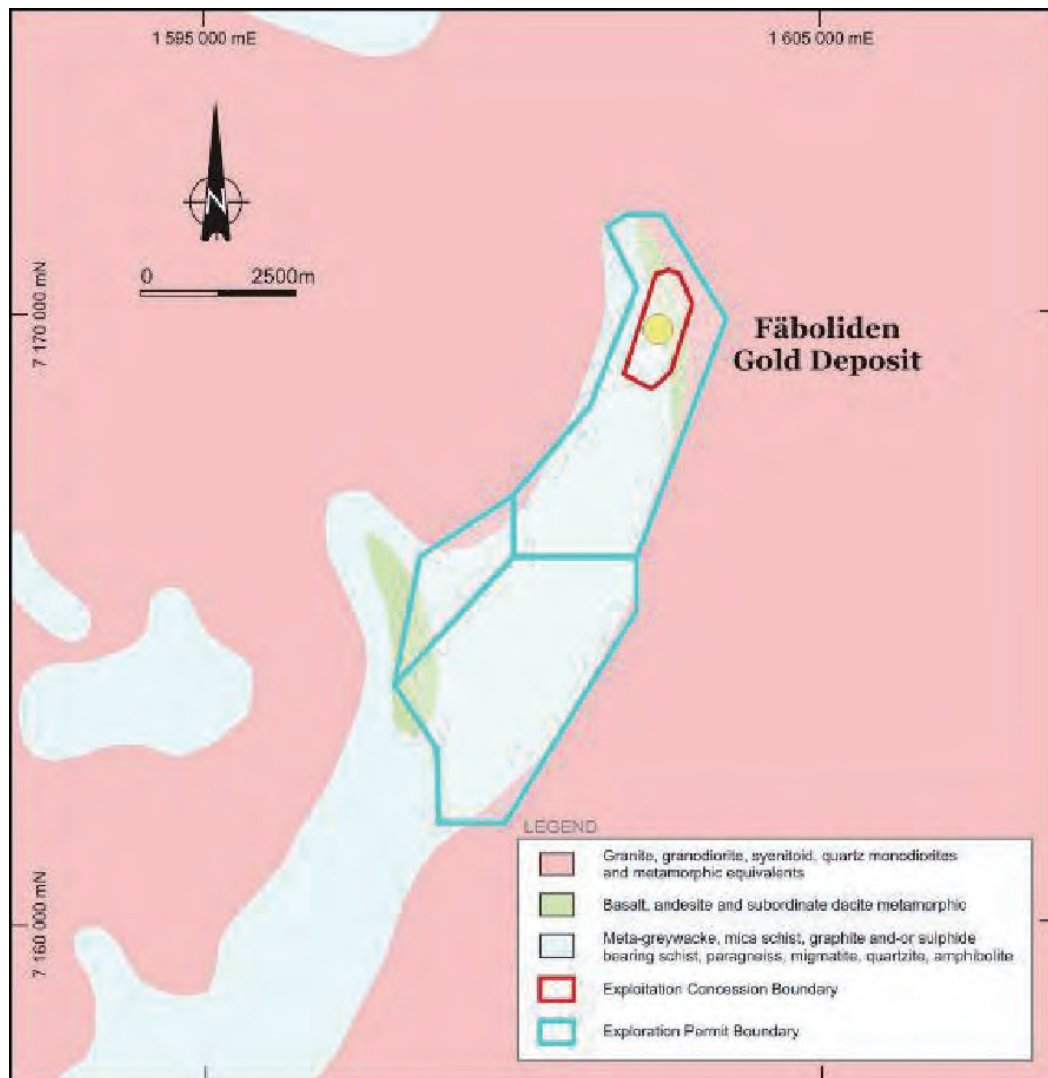 1 595 000 mE
1 605 000 mE
N
0 2500m
7 170 000 mN
Fäboliden
Gold Deposit
7 160 000 mN
LEGEND
Granite, granodiorite, syenitoid, quartz monodiorites
and metamorphic equivalents
Basalt, andesite and subordinate dacite metamorphic
Meta-greywacke, mica schist, graphite and-or sulphide
bearing schist, paragneiss, migmatite, quartzite, amphibolite
Exploitation Concession Boundary
Exploration Permit Boundary